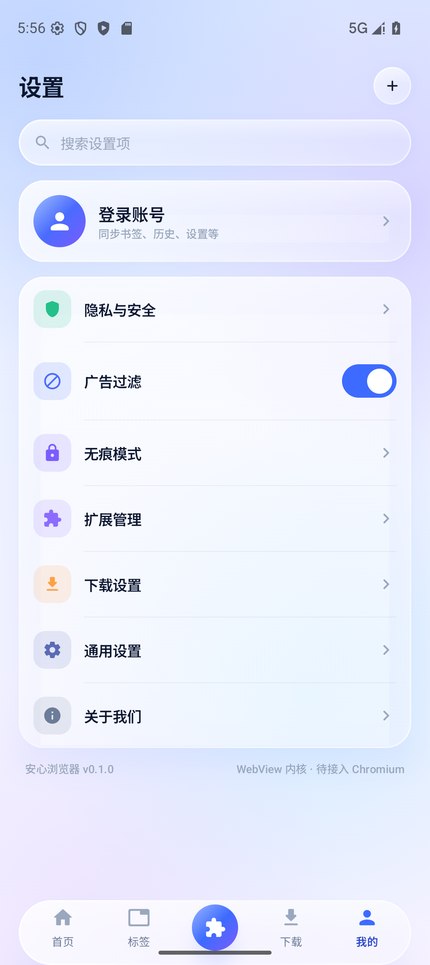 5:56
5G
设置
搜索设置项
登录账号
同步书签、历史、设置等
隐私与安全
广告过滤
无痕模式
扩展管理
下载设置
通用设置
关于我们
安心浏览器 v0.1.0
WebView 内核 · 待接入 Chromium
首页
标签
下载
我的